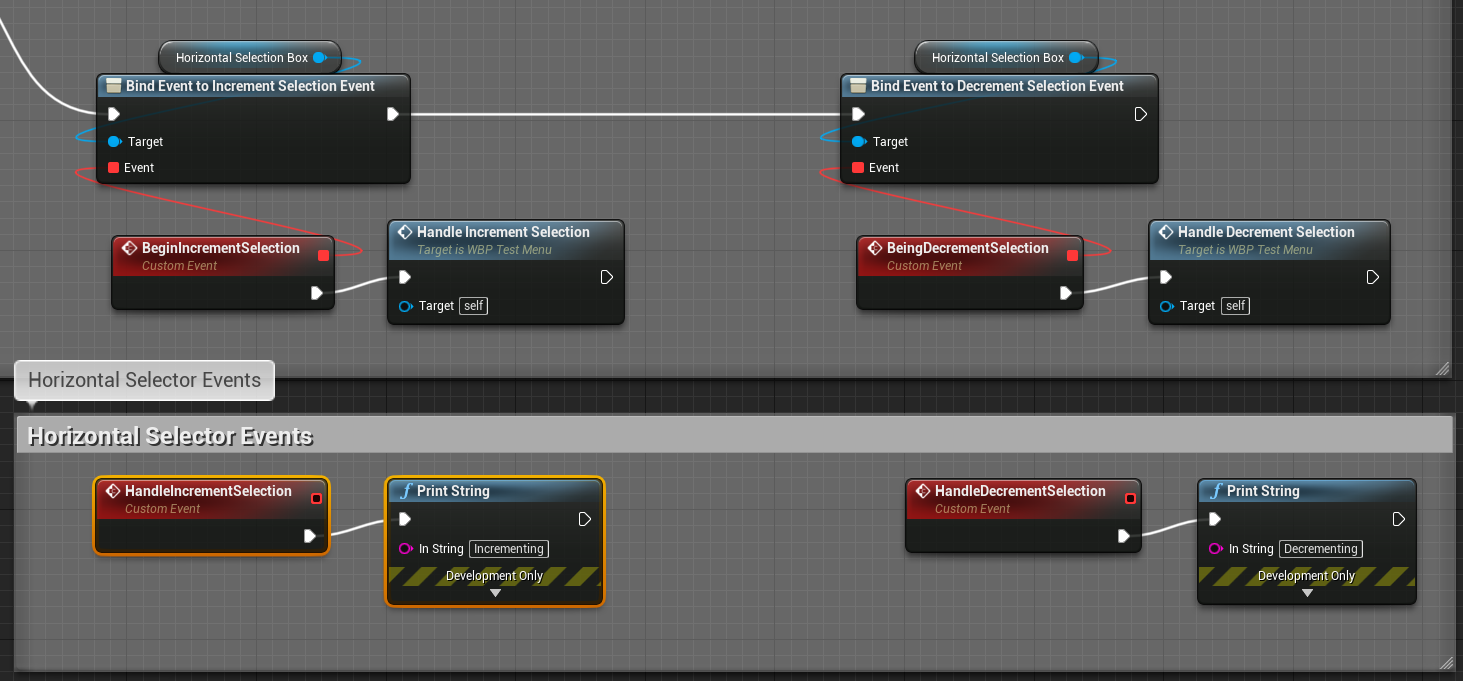 Horizontal Selection Box
Horizontal Selection Box
Bind Event to Increment Selection Event
Bind Event to Decrement Selection Event
Target
Target
Event
Event
BeginIncrementSelection
Custom Event
Handle Increment Selection
Target is WBP Test Menu
Target self
BeingDecrementSelection
Custom Event
Handle Decrement Selection
Target is WBP Test Menu
Target self
Horizontal Selector Events
Horizontal Selector Events
HandleIncrementSelection
Custom Event
Print String
In String Incrementing
Development Only
HandleDecrementSelection
Custom Event
Print String
In String Decrementing
Development Only